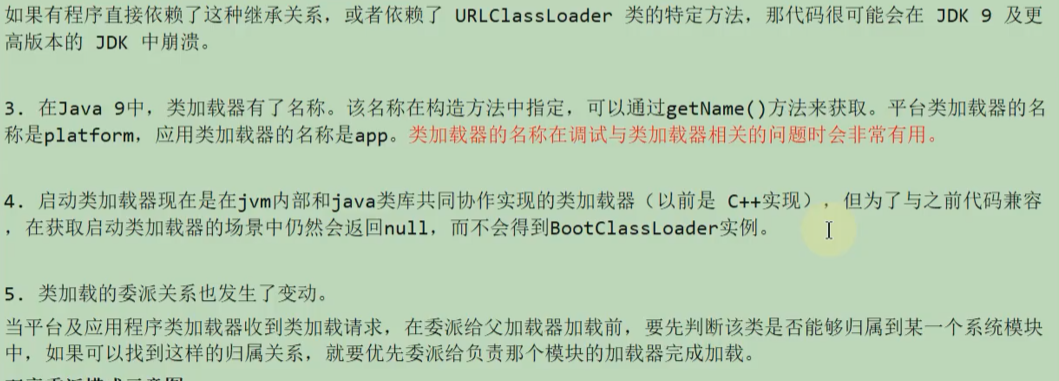 如果有程序直接依赖了这种继承关系，或者依赖了 URLClassLoader 类的特定方法，那代码很可能会在 JDK 9 及更
高版本的 JDK 中崩溃。
3. 在Java 9中，类加载器有了名称。该名称在构造方法中指定，可以通过getName()方法来获取。平台类加载器的名
称是platform，应用类加载器的名称是app。类加载器的名称在调试与类加载器相关的问题时会非常有用。
4. 启动类加载器现在是在jvm内部和java类库共同协作实现的类加载器（以前是 C++实现），但为了与之前代码兼容
，在获取启动类加载器的场景中仍然会返回null，而不会得到BootClassLoader实例。
5. 类加载的委派关系也发生了变动。
当平台及应用程序类加载器收到类加载请求，在委派给父加载器加载前，要先判断该类是否能够归属到某一个系统模块
中，如果可以找到这样的归属关系，就要优先委派给负责那个模块的加载器完成加载。